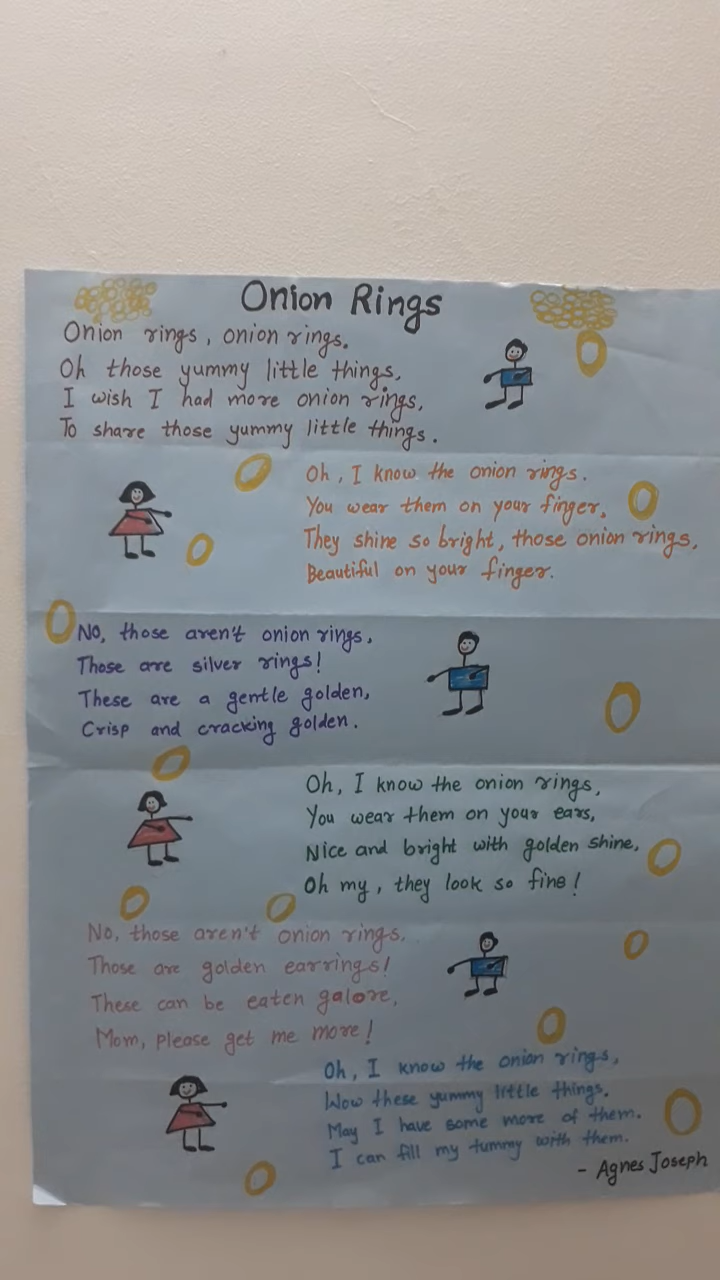 Onion Rings
Onion rings, onion rings.
Oh those yummy little things,
I wish I had more onion rings,
To share those yummy little things.
Oh, I know the onion rings.
You wear them on your finger,
They shine so bright, those onion rings,
Beautiful on your finger.
No, those aren't onion rings,
Those are silver rings!
These are a gentle golden,
Crisp and cracking golden.
Oh, I know the onion rings,
You wear them on your ears,
Nice and bright with golden shine,
Oh my, they look so fine!
No, those aren't onion rings.
Those are golden earrings!
These can be eaten galore,
Mom, please get me more!
Oh, I know the onion rings,
Wow these yummy little things.
May I have some more of them.
I can fill my tummy with them.
- Agnes Joseph